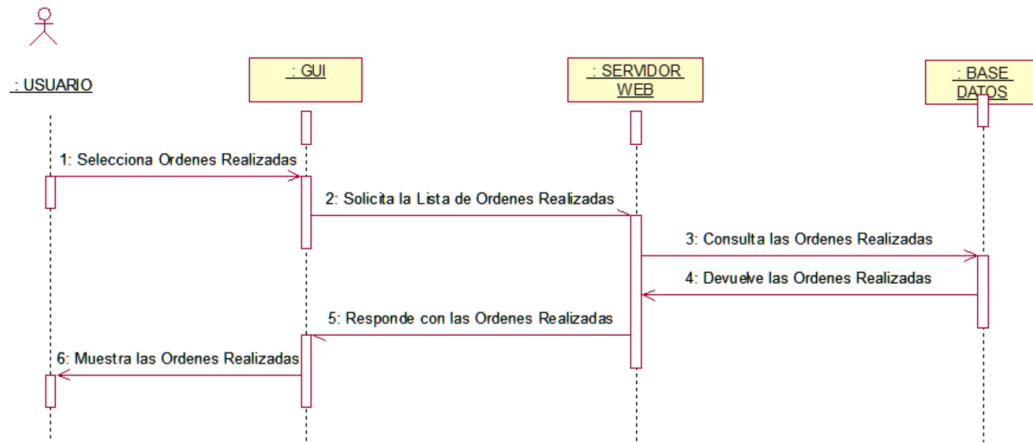 : USUARIO
: GUI
: SERVIDOR
WEB
: BASE
DATOS
1: Selecciona Ordenes Realizadas
2: Solicita la Lista de Ordenes Realizadas
3: Consulta las Ordenes Realizadas
4: Devuelve las Ordenes Realizadas
5: Responde con las Ordenes Realizadas
6: Muestra las Ordenes Realizadas